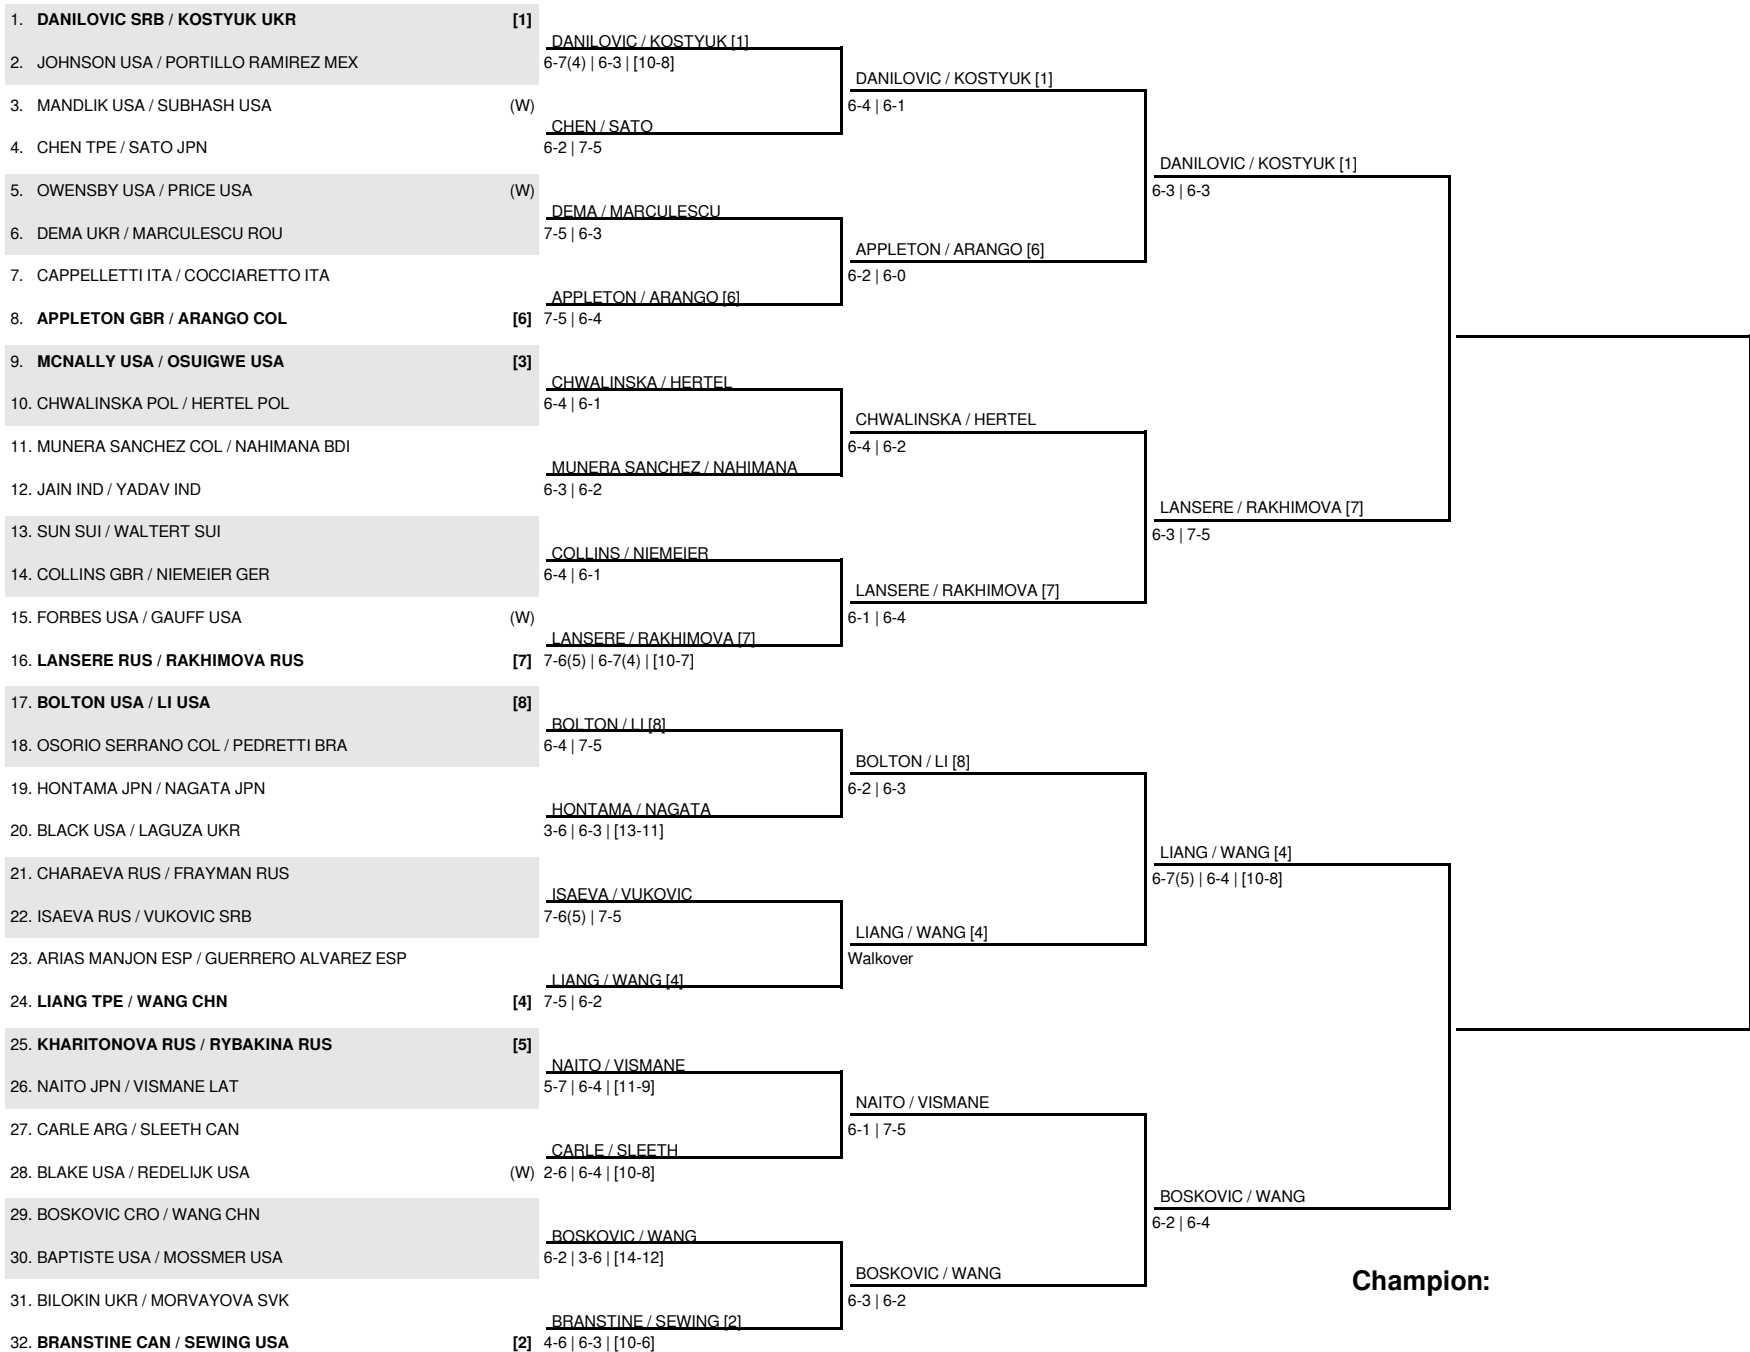 1. DANILOVIC SRB / KOSTYUK UKR [1]
2. JOHNSON USA / PORTILLO RAMIREZ MEX
3. MANDLIK USA / SUBHASH USA (W)
4. CHEN TPE / SATO JPN
5. OWENSBY USA / PRICE USA (W)
6. DEMA UKR / MARCULESCU ROU
7. CAPPELLETTI ITA / COCCIARETTO ITA
8. APPLETON GBR / ARANGO COL [6]
9. MCNALLY USA / OSUIGWE USA [3]
10. CHWALINSKA POL / HERTEL POL
11. MUNERA SANCHEZ COL / NAHIMANA BDI
12. JAIN IND / YADAV IND
13. SUN SUI / WALTERT SUI
14. COLLINS GBR / NIEMEIER GER
15. FORBES USA / GAUFF USA (W)
16. LANSERE RUS / RAKHIMOVA RUS [7]
17. BOLTON USA / LI USA [8]
18. OSORIO SERRANO COL / PEDRETTI BRA
19. HONTAMA JPN / NAGATA JPN
20. BLACK USA / LAGUZA UKR
21. CHARAEVA RUS / FRAYMAN RUS
22. ISAEVA RUS / VUKOVIC SRB
23. ARIAS MANJON ESP / GUERRERO ALVAREZ ESP
24. LIANG TPE / WANG CHN [4]
25. KHARITONOVA RUS / RYBAKINA RUS [5]
26. NAITO JPN / VISMANE LAT
27. CARLE ARG / SLEETH CAN
28. BLAKE USA / REDELIJK USA (W)
29. BOSKOVIC CRO / WANG CHN
30. BAPTISTE USA / MOSSMER USA
31. BILOKIN UKR / MORVAYOVA SVK
32. BRANSTINE CAN / SEWING USA [2]
DANILOVIC / KOSTYUK [1]
6-7(4) | 6-3 | [10-8]
CHEN / SATO
6-2 | 7-5
DEMA / MARCULESCU
7-5 | 6-3
APPLETON / ARANGO [6]
7-5 | 6-4
CHWALINSKA / HERTEL
6-4 | 6-1
MUNERA SANCHEZ / NAHIMANA
6-3 | 6-2
COLLINS / NIEMEIER
6-4 | 6-1
LANSERE / RAKHIMOVA [7]
7-6(5) | 6-7(4) | [10-7]
BOLTON / LI [8]
6-4 | 7-5
HONTAMA / NAGATA
3-6 | 6-3 | [13-11]
ISAEVA / VUKOVIC
7-6(5) | 7-5
LIANG / WANG [4]
7-5 | 6-2
NAITO / VISMANE
5-7 | 6-4 | [11-9]
CARLE / SLEETH
2-6 | 6-4 | [10-8]
BOSKOVIC / WANG
6-2 | 3-6 | [14-12]
BRANSTINE / SEWING [2]
4-6 | 6-3 | [10-6]
DANILOVIC / KOSTYUK [1]
6-4 | 6-1
APPLETON / ARANGO [6]
6-2 | 6-0
CHWALINSKA / HERTEL
6-4 | 6-2
LANSERE / RAKHIMOVA [7]
6-1 | 6-4
BOLTON / LI [8]
6-2 | 6-3
LIANG / WANG [4]
Walkover
NAITO / VISMANE
6-1 | 7-5
BOSKOVIC / WANG
6-3 | 6-2
DANILOVIC / KOSTYUK [1]
6-3 | 6-3
LANSERE / RAKHIMOVA [7]
6-3 | 7-5
LIANG / WANG [4]
6-7(5) | 6-4 | [10-8]
BOSKOVIC / WANG
6-2 | 6-4
Champion: